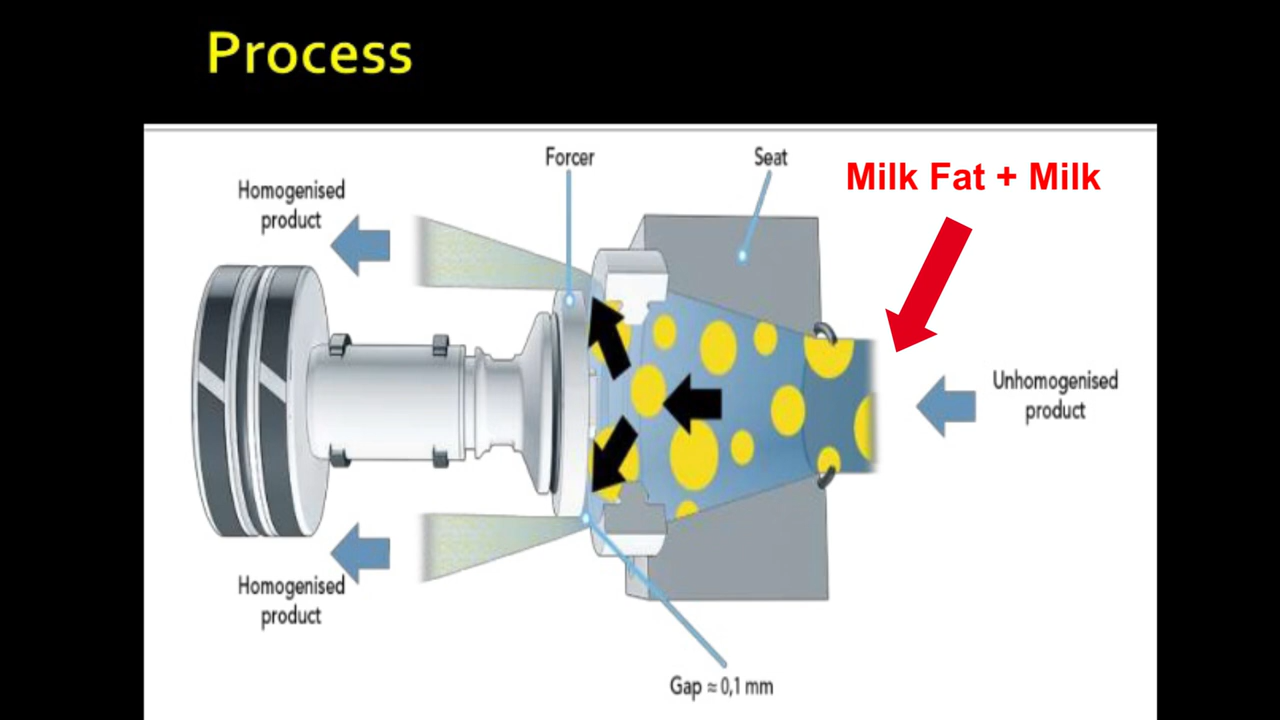 Process
Forcer
Seat
Milk Fat + Milk
Homogenised
product
Unhomogenised
product
Homogenised
product
Gap ≈ 0,1 mm